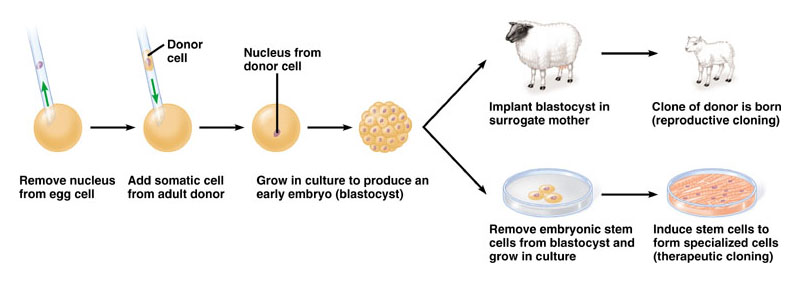 Donor
cell
Nucleus from
donor cell
Remove nucleus
from egg cell
Add somatic cell
from adult donor
Grow in culture to produce an
early embryo (blastocyst)
Implant blastocyst in
surrogate mother
Clone of donor is born
(reproductive cloning)
Remove embryonic stem
cells from blastocyst and
grow in culture
Induce stem cells to
form specialized cells
(therapeutic cloning)